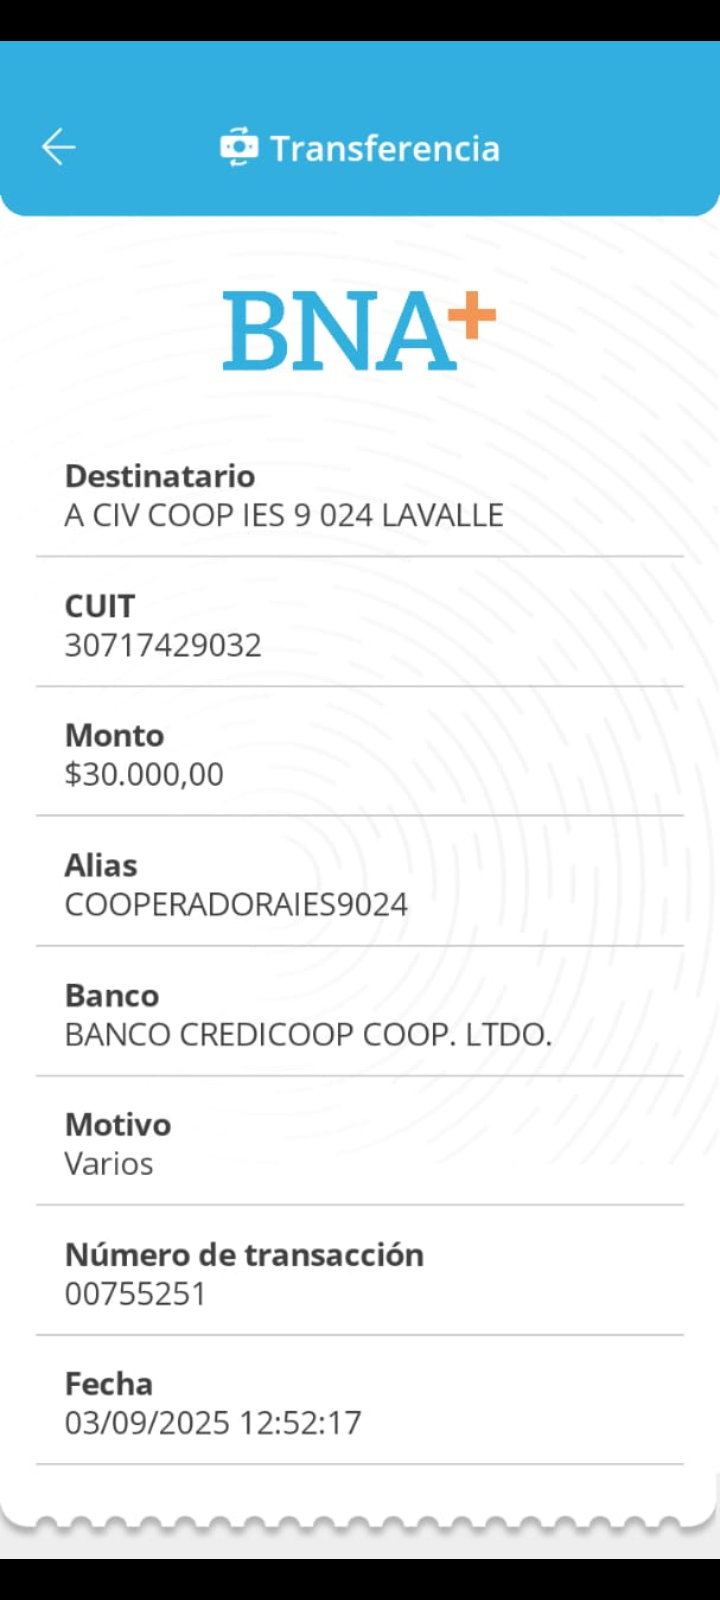 Transferencia
BNA+
Destinatario
A CIV COOP IES 9 024 LAVALLE
CUIT
30717429032
Monto
$30.000,00
Alias
COOPERADORAIES9024
Banco
BANCO CREDICOOP COOP. LTDO.
Motivo
Varios
Número de transacción
00755251
Fecha
03/09/2025 12:52:17